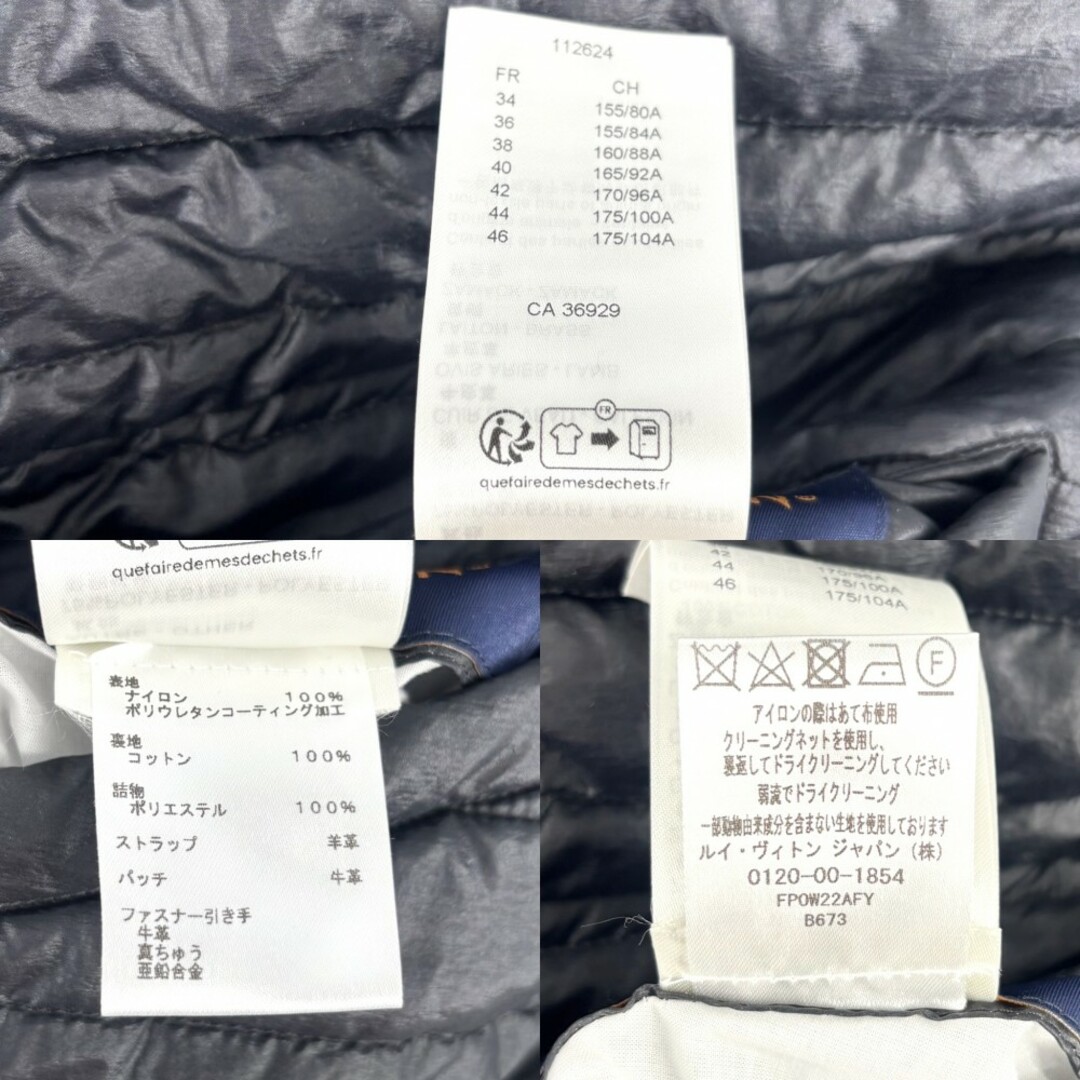 112624
FR CH
34 155/80A
36 155/84A
38 160/88A
40 165/92A
42 170/96A
44 175/100A
46 175/104A
CA 36929
FR
quefairedemesdechets.fr
quefairedemesdechets.fr
表地
ナイロン 100%
ポリウレタンコーティング加工
裏地
コットン 100%
詰物
ポリエステル 100%
ストラップ 羊革
パッチ 牛革
ファスナー引き手
牛革
真ちゅう
亜鉛合金
42 170/96A
44 175/100A
46 175/104A
F
アイロンの際はあて布使用
クリーニングネットを使用し、
裏返してドライクリーニングしてください
弱流でドライクリーニング
一部動物由来成分を含まない生地を使用しております
ルイ・ヴィトン ジャパン (株)
0120-00-1854
FPOW22AFY
B673